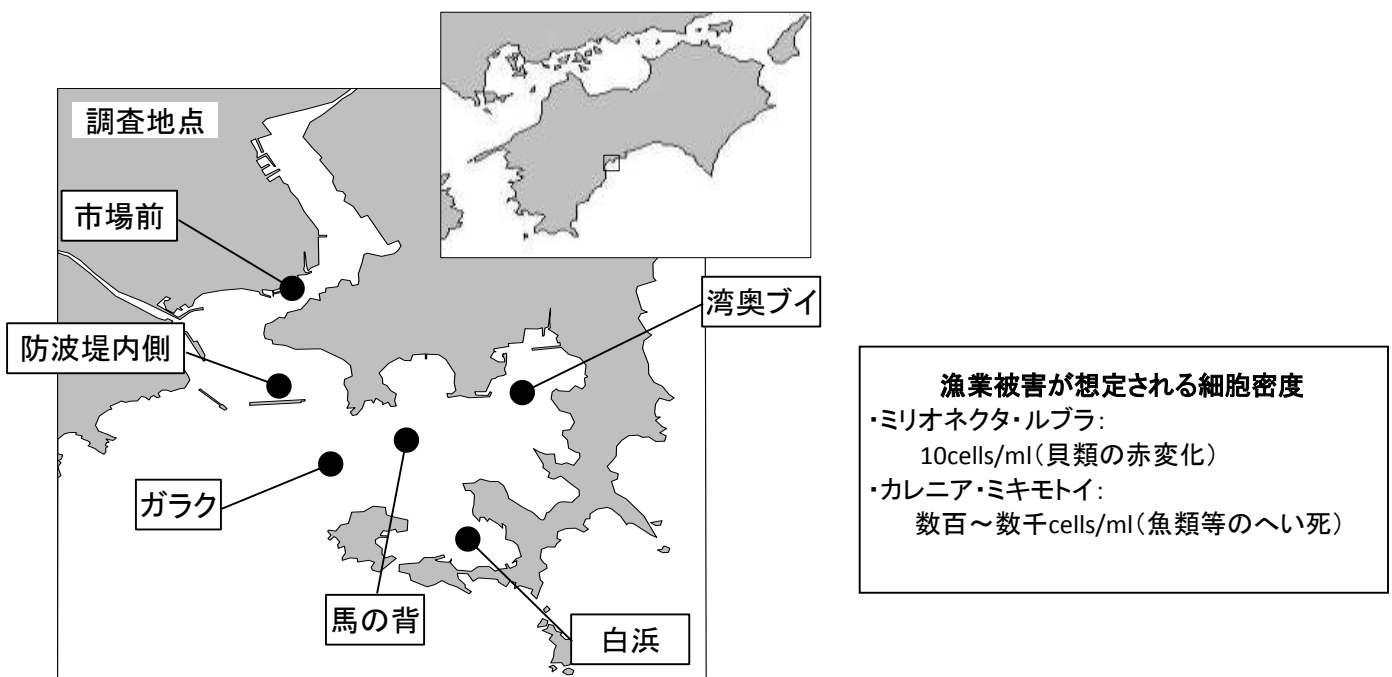 調査地点
市場前
湾奥ブイ
防波堤内側
ガラク
馬の背
白浜
漁業被害が想定される細胞密度
・ミリオネクタ・ルブラ:
10cells/ml(貝類の赤変化)
・カレニア・ミキモトイ:
数百～数千cells/ml(魚類等のへい死)